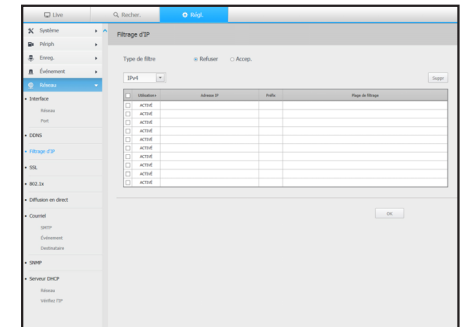 Live
Recher.
Régl.
Système
Périph
Enreg.
Événement
Réseau
Interface
Réseau
Port
DDNS
Filtrage d'IP
SSL
802.1x
Diffusion en direct
Courriel
SMTP
Événement
Destinataire
SNMP
Serveur DHCP
Réseau
Vérifiez l'IP
Filtrage d'IP
Type de filtre Refuser Accep.
IPv4
Suppr
Utilisation Adresse IP Préfix Plage de filtrage
ACTIVÉ
ACTIVÉ
ACTIVÉ
ACTIVÉ
ACTIVÉ
ACTIVÉ
ACTIVÉ
ACTIVÉ
ACTIVÉ
ACTIVÉ
OK